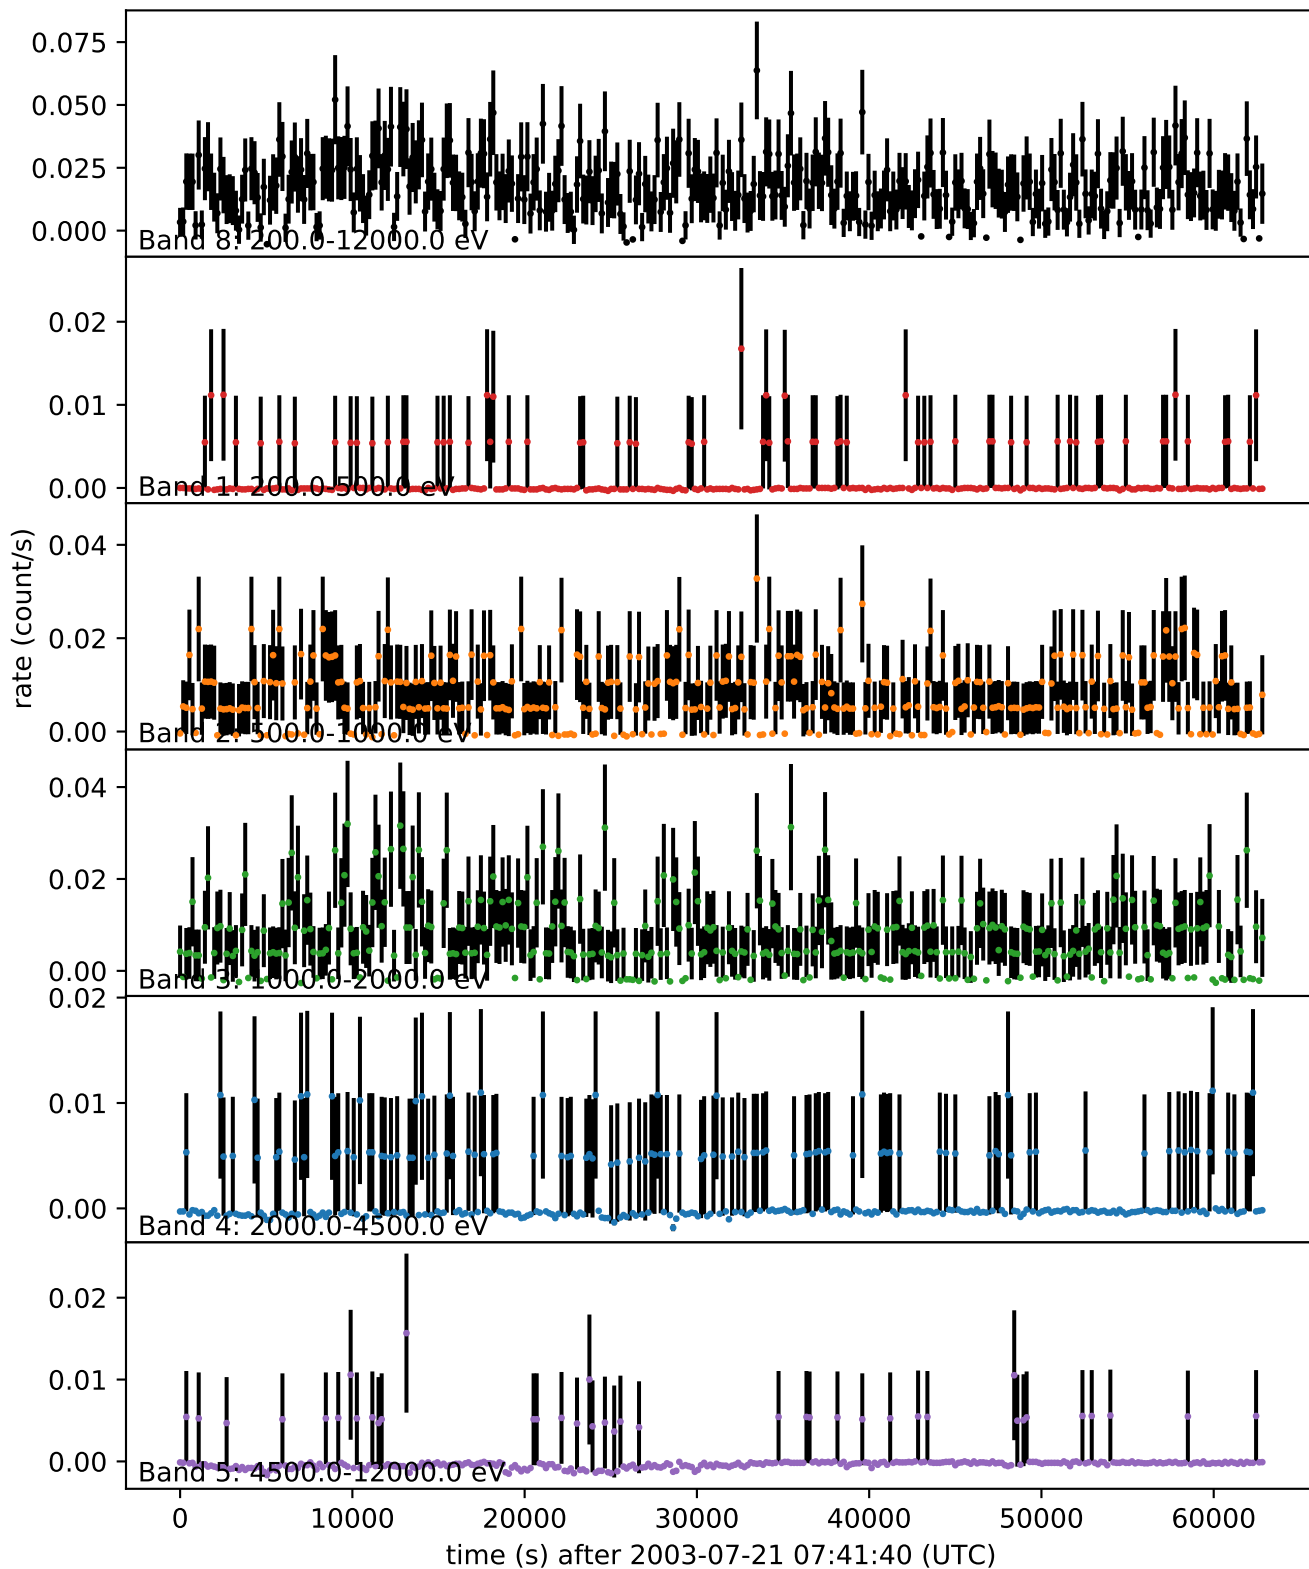 0.075
0.050
0.025
0.000
Band 8: 200.0-12000.0 eV
0.02
0.01
0.00
Band 1: 200.0-500.0 eV
0.04
0.02
0.00
Band 2: 500.0-1000.0 eV
rate (count/s)
0.04
0.02
0.00
Band 3: 1000.0-2000.0 eV
0.02
0.01
0.00
Band 4: 2000.0-4500.0 eV
0.02
0.01
0.00
Band 5: 4500.0-12000.0 eV
0 10000 20000 30000 40000 50000 60000
time (s) after 2003-07-21 07:41:40 (UTC)